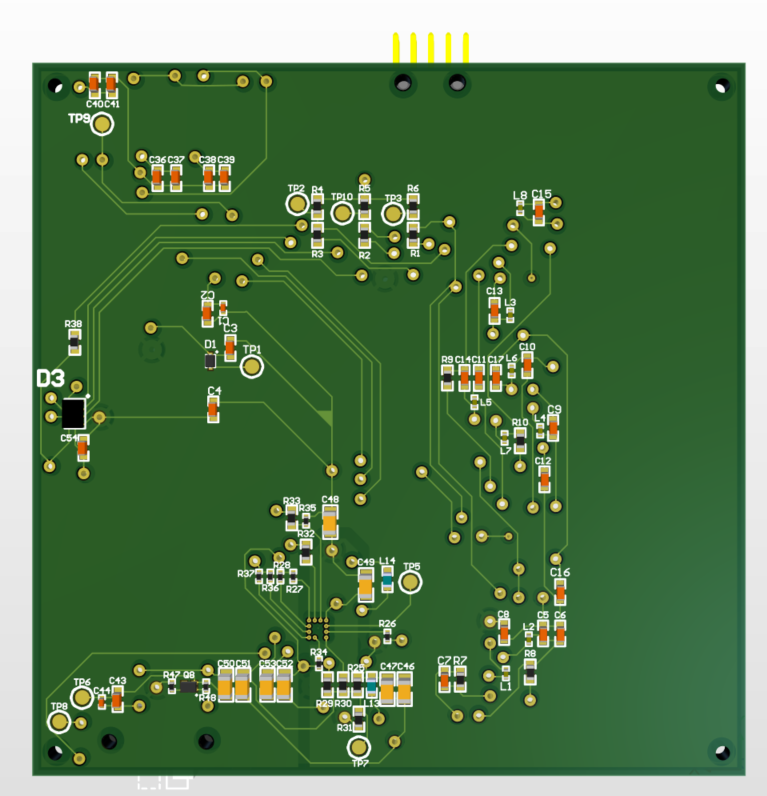 C40 C41
TP9
C36 C37 C38 C39
TP2 R4 TP10 R5 TP3 R6
R3 R2 R1
L8 C15
C2 C1
C13 L3
R38
C3
D1 TP1
R9 C14 C11 C17 L6 C10
D3
C4
L5
C9
L4
R10
L7
C54
C12
R33 R35 C48
R32
C49 L14 TP5
R37 R36 R28 R27
C16
R26
C8 L2 C5 C6
R34
C7 R7 L1 R8
TP6 C44 C43 R47 Q8 R48 C50 C51 C53 C52 R25 C47 C46
R29 R30 L13
TP8
R31
TP7